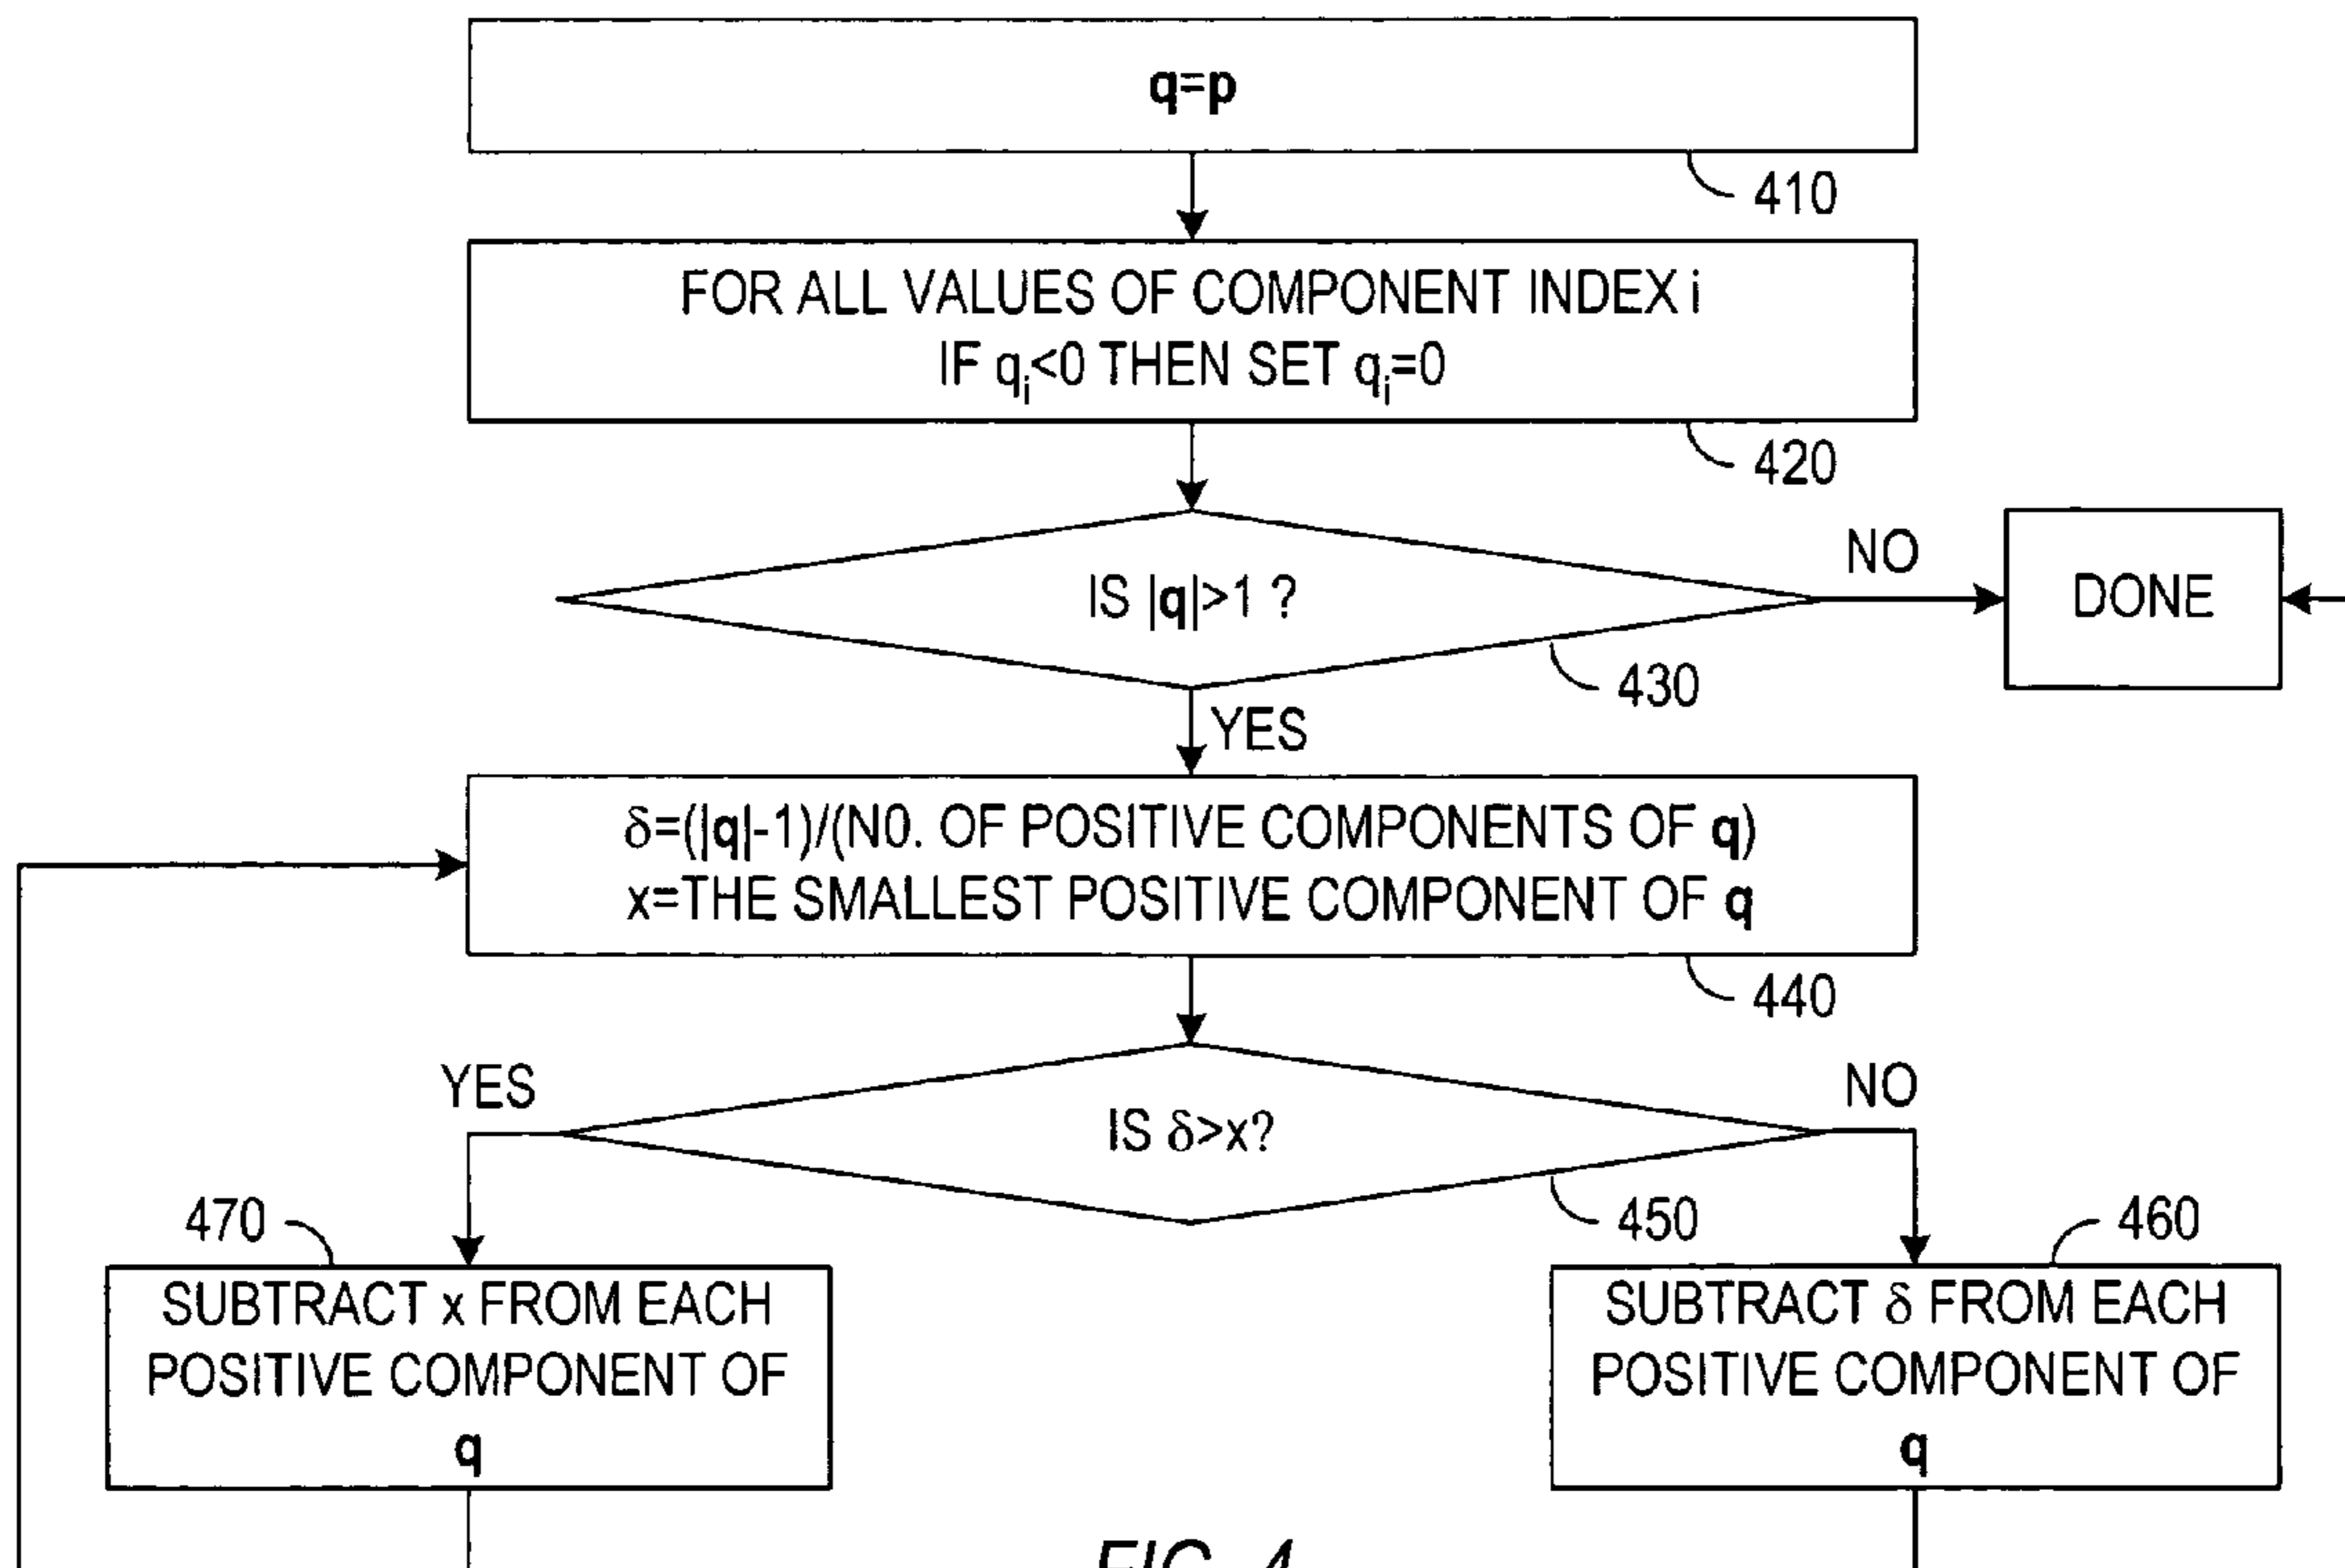 q=p
410
FOR ALL VALUES OF COMPONENT INDEX i
IF qi<0 THEN SET qi=0
420
IS |q|>1 ?
NO
DONE
430
YES
δ=(|q|-1)/(N0. OF POSITIVE COMPONENTS OF q)
x=THE SMALLEST POSITIVE COMPONENT OF q
440
YES
IS δ>x?
NO
470
450
460
SUBTRACT x FROM EACH
POSITIVE COMPONENT OF
q
SUBTRACT δ FROM EACH
POSITIVE COMPONENT OF
q
FIG. 4